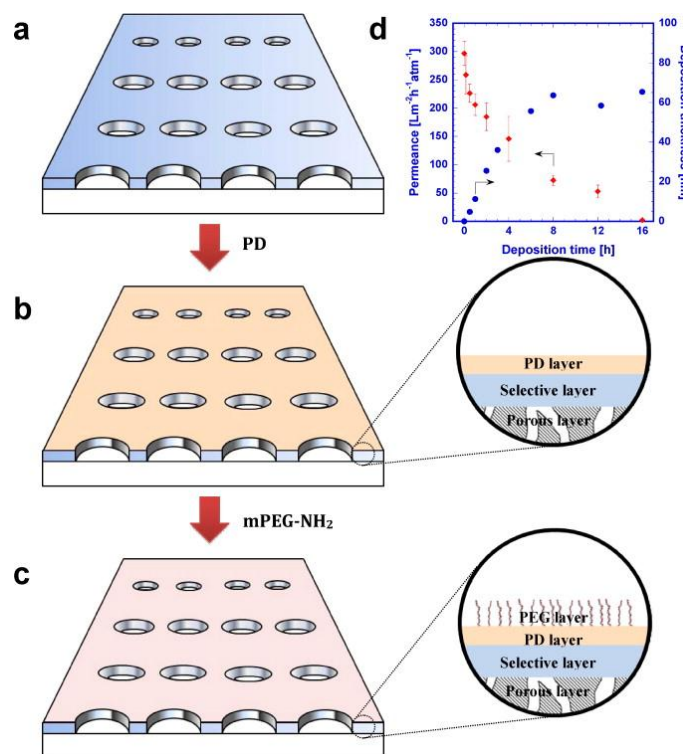 a
PD
b
PD layer
Selective layer
Porous layer
mPEG-NH₂
c
PEG layer
PD layer
Selective layer
Porous layer
d
Permeance [Lm⁻²h⁻¹atm⁻¹]
350
300
250
200
150
100
50
0
100
80
60
40
20
0
0 4 8 12 16
Deposition time [h]